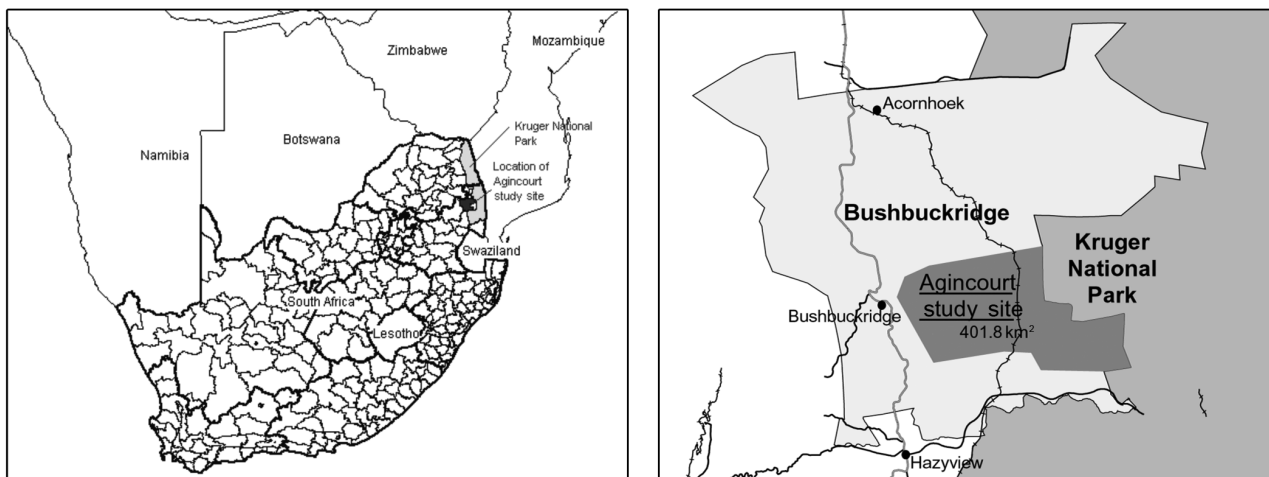 Zimbabwe
Mozambique
Kruger National
Park
Botswana
Namibia
Location of
Agincourt
study site
Swaziland
South Africa
Lesotho
Acornhoek
Bushbuckridge
Kruger
National
Park
Agincourt
study site
401.8 km²
Bushbuckridge
Hazyview